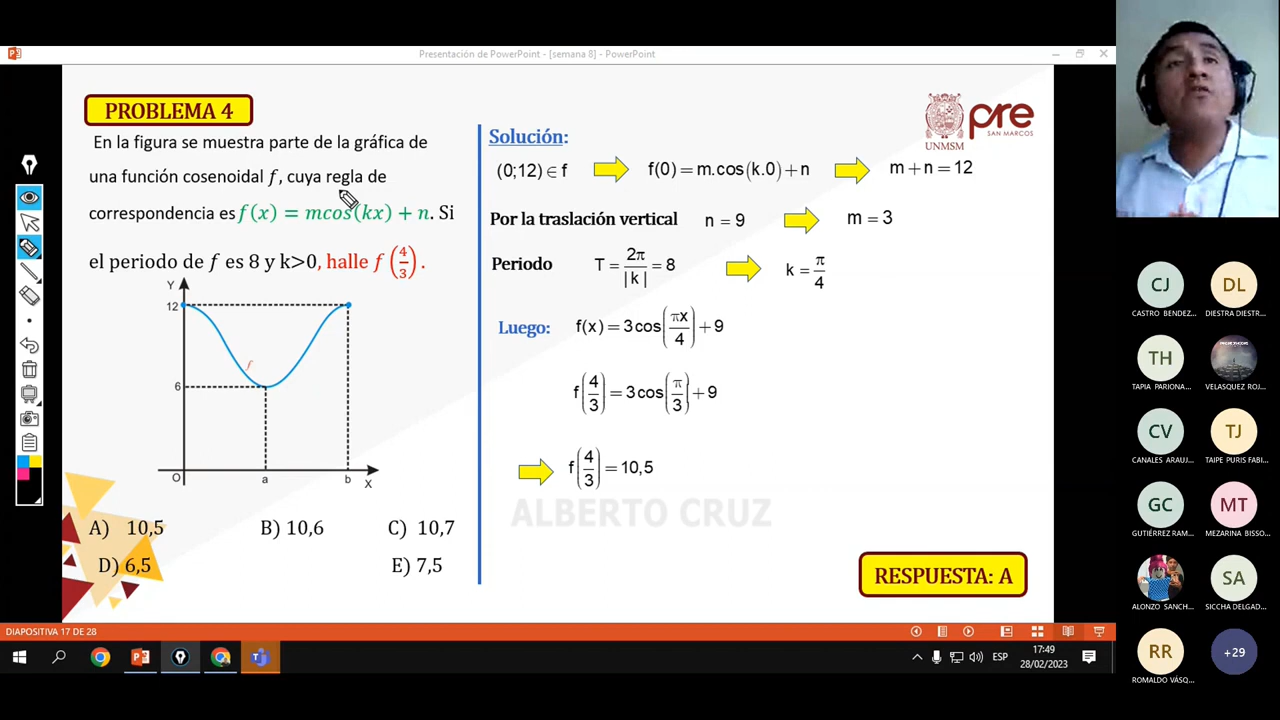 Presentación de PowerPoint - [semana 8] - PowerPoint
PROBLEMA 4
En la figura se muestra parte de la gráfica de
una función cosenoidal f, cuya regla de
correspondencia es f(x) = mcos(kx) + n. Si
el periodo de f es 8 y k>0, halle f(4/3).
Y
12
f
6
O
a
b
X
A) 10,5
B) 10,6
C) 10,7
D) 6,5
E) 7,5
Solución:
(0;12) ∈ f
f(0) = m.cos(k.0) + n
m + n = 12
Por la traslación vertical
n = 9
m = 3
Periodo
T = 2π/|k| = 8
k = π/4
Luego:
f(x) = 3cos(πx/4) + 9
f(4/3) = 3cos(π/3) + 9
f(4/3) = 10,5
ALBERTO CRUZ
RESPUESTA: A
UNMSM
pre
SAN MARCOS
DIAPOSITIVA 17 DE 28
ESP
17:49
28/02/2023
CJ
CASTRO BENDEZ...
DL
DIESTRA DIESTR...
TH
TAPIA PARIONA...
VELASQUEZ ROJ...
CV
CANALES ARAUJ...
TJ
TAIPE PURIS FABI...
GC
GUTIÉRREZ RAM...
MT
MEZARINA BISSO...
ALONZO SANCH...
SA
SICCHA DELGAD...
RR
ROMALDO VÁSQ...
+29